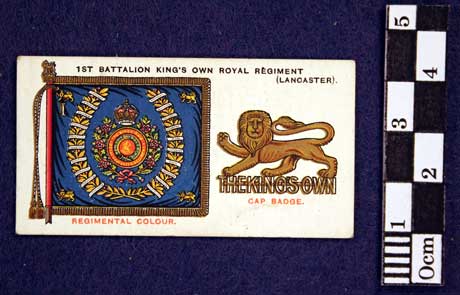 1ST BATTALION KING'S OWN ROYAL REGIMENT
(LANCASTER).
THE KING'S OWN
CAP BADGE.
REGIMENTAL COLOUR.
5
4
3
2
1
0cm